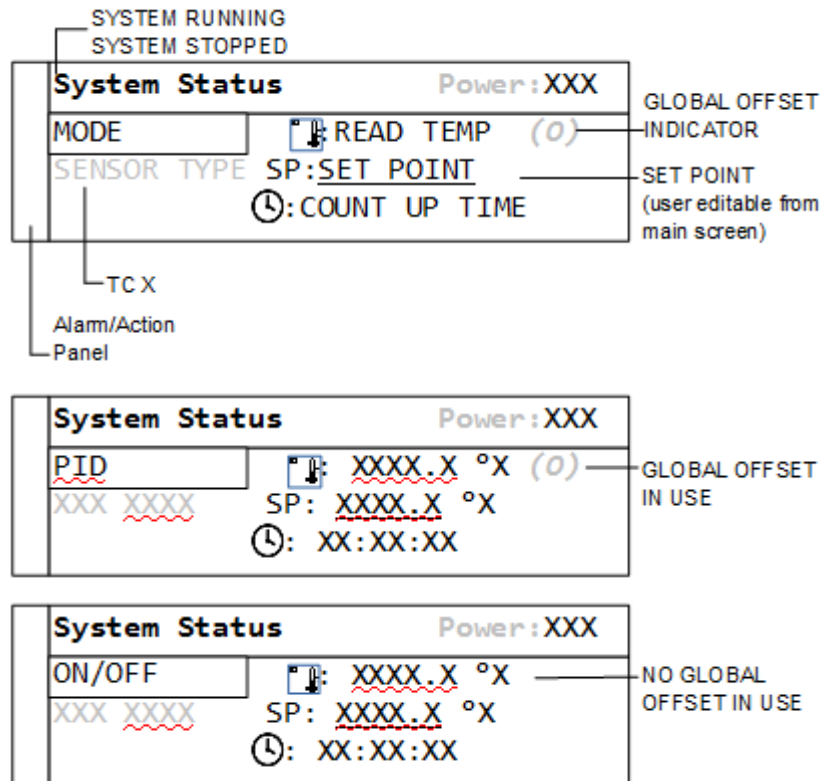 SYSTEM RUNNING
SYSTEM STOPPED
System Status Power:XXX
GLOBAL OFFSET
INDICATOR
MODE :READ TEMP (O)
SENSOR TYPE SP:SET POINT
SET POINT
(user editable from
main screen)
:COUNT UP TIME
TC X
Alarm/Action
Panel
System Status Power:XXX
PID : XXXX.X °X (O)
GLOBAL OFFSET
IN USE
XXX XXXX SP: XXXX.X °X
: XX:XX:XX
System Status Power:XXX
ON/OFF : XXXX.X °X
NO GLOBAL
OFFSET IN USE
XXX XXXX SP: XXXX.X °X
: XX:XX:XX